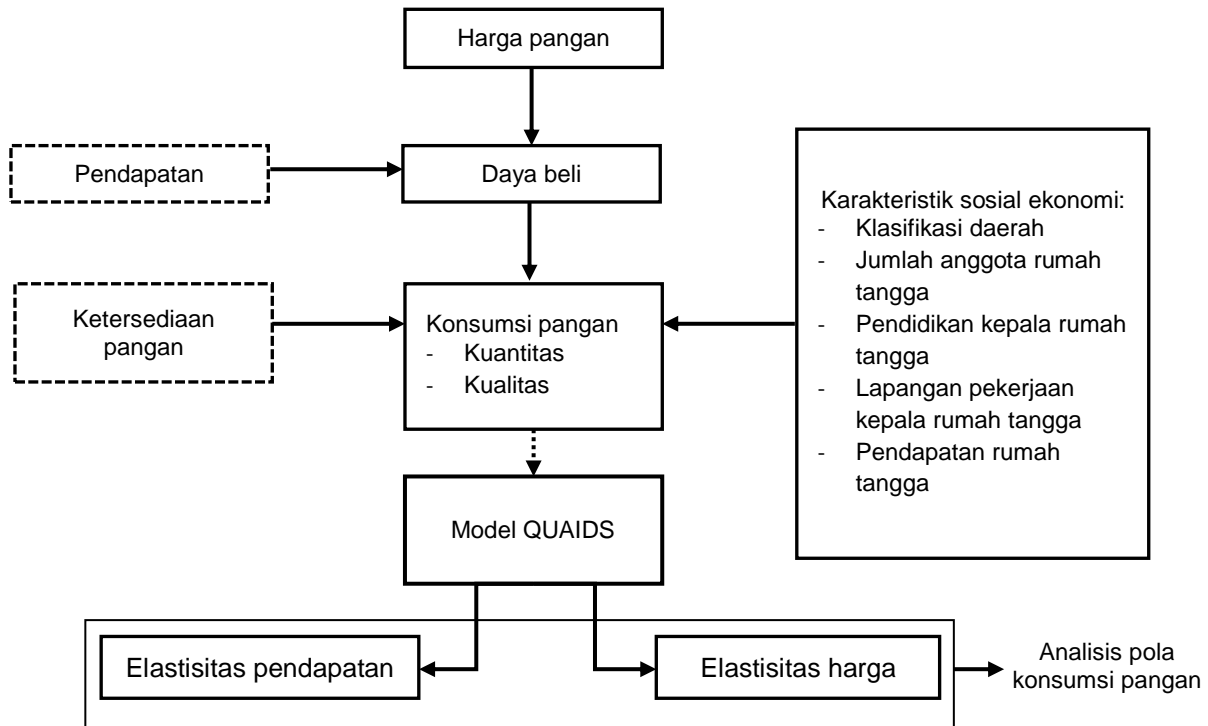 Harga pangan
Pendapatan
Daya beli
Ketersediaan
pangan
Konsumsi pangan
- Kuantitas
- Kualitas
Karakteristik sosial ekonomi:
- Klasifikasi daerah
- Jumlah anggota rumah
tangga
- Pendidikan kepala rumah
tangga
- Lapangan pekerjaan
kepala rumah tangga
- Pendapatan rumah
tangga
Model QUAIDS
Elastisitas pendapatan
Elastisitas harga
Analisis pola
konsumsi pangan